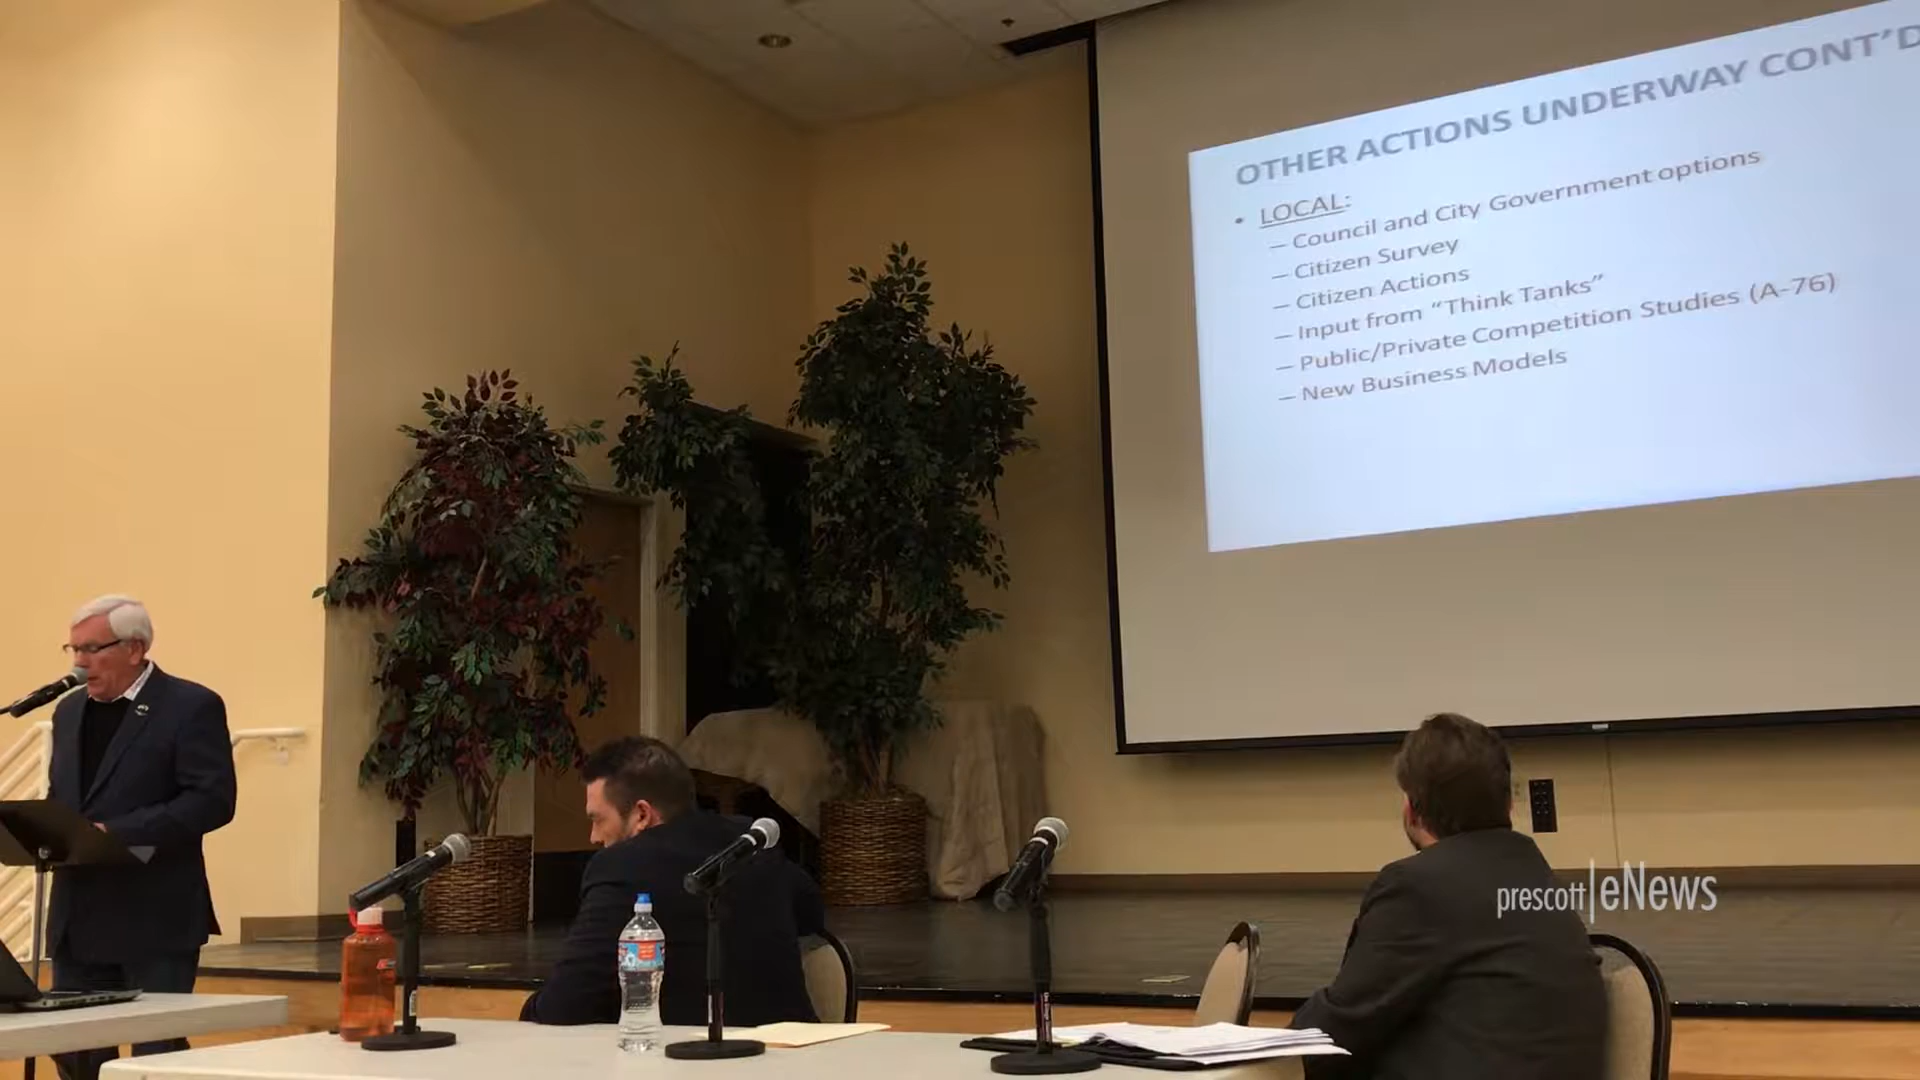 OTHER ACTIONS UNDERWAY CONT'D
• LOCAL:
– Council and City Government options
– Citizen Survey
– Citizen Actions
– Input from “Think Tanks”
– Public/Private Competition Studies (A-76)
– New Business Models
prescott|eNews